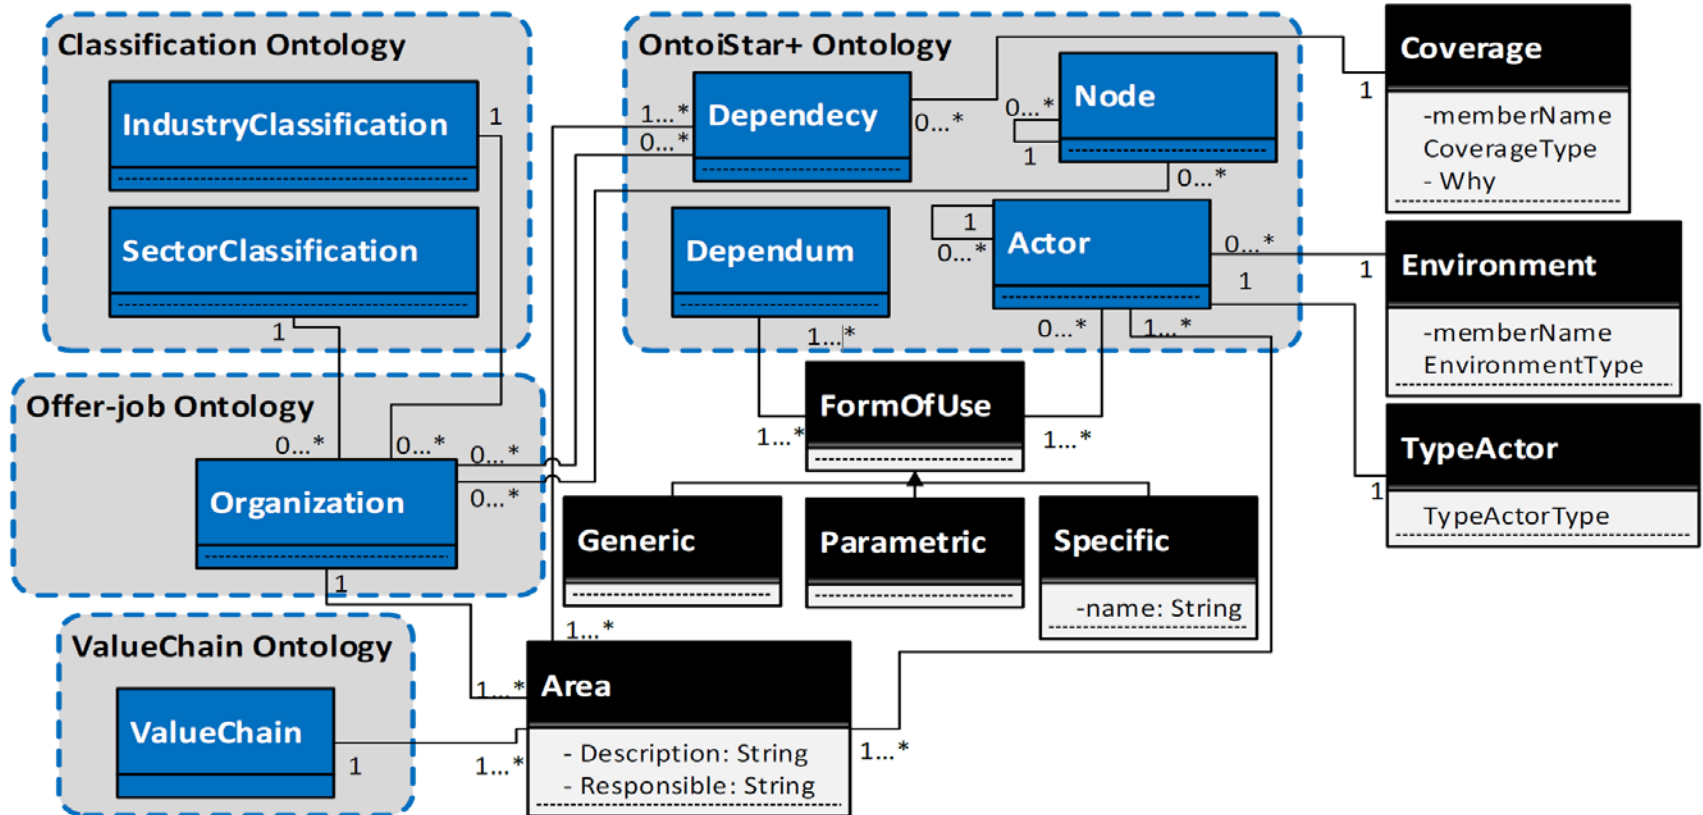 Classification Ontology
IndustryClassification
1
SectorClassification
1
OntoiStar+ Ontology
Dependecy
1...*
0...*
0...*
Node
0...*
1
0...*
Dependum
1...*
Actor
1
0...*
0...*
1
0...*
1...*
Coverage
1
-memberName
CoverageType
- Why
Environment
1
-memberName
EnvironmentType
TypeActor
1
TypeActorType
Offer-job Ontology
0...*
0...*
0...*
0...*
Organization
1
FormOfUse
1...*
1...*
Generic
Parametric
Specific
-name: String
ValueChain Ontology
ValueChain
1
1...*
1...*
1...*
1...*
Area
- Description: String
- Responsible: String